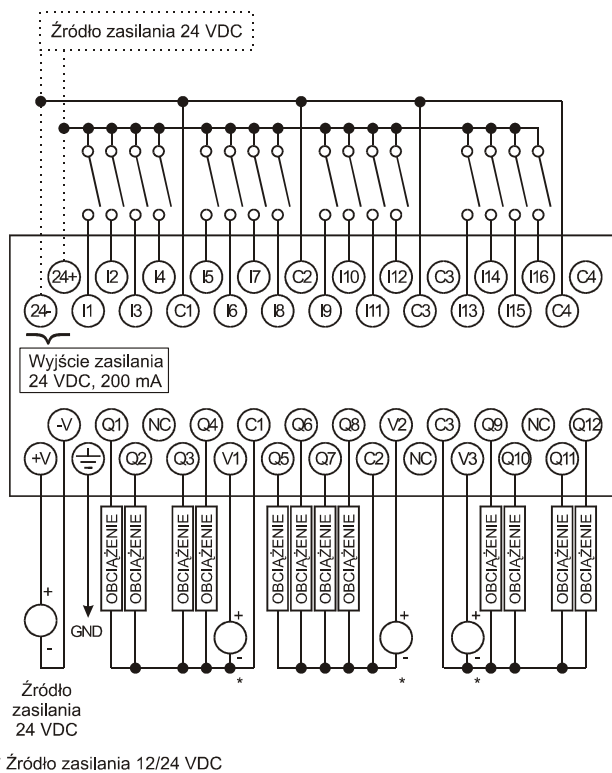 Źródło zasilania 24 VDC
24+ I2 I4 I5 I7 C2 I10 I12 C3 I14 I16 C4
24- I1 I3 C1 I6 I8 I9 I11 C3 I13 I15 C4
Wyjście zasilania
24 VDC, 200 mA
-V Q1 NC Q4 C1 Q6 Q8 V2 C3 Q9 NC Q12
+V Q2 Q3 V1 Q5 Q7 C2 NC V3 Q10 Q11
OBCIĄŻENIE OBCIĄŻENIE OBCIĄŻENIE OBCIĄŻENIE OBCIĄŻENIE OBCIĄŻENIE OBCIĄŻENIE OBCIĄŻENIE OBCIĄŻENIE OBCIĄŻENIE OBCIĄŻENIE OBCIĄŻENIE
+ + + +
GND
- - - -
* * *
Źródło
zasilania
24 VDC
Źródło zasilania 12/24 VDC